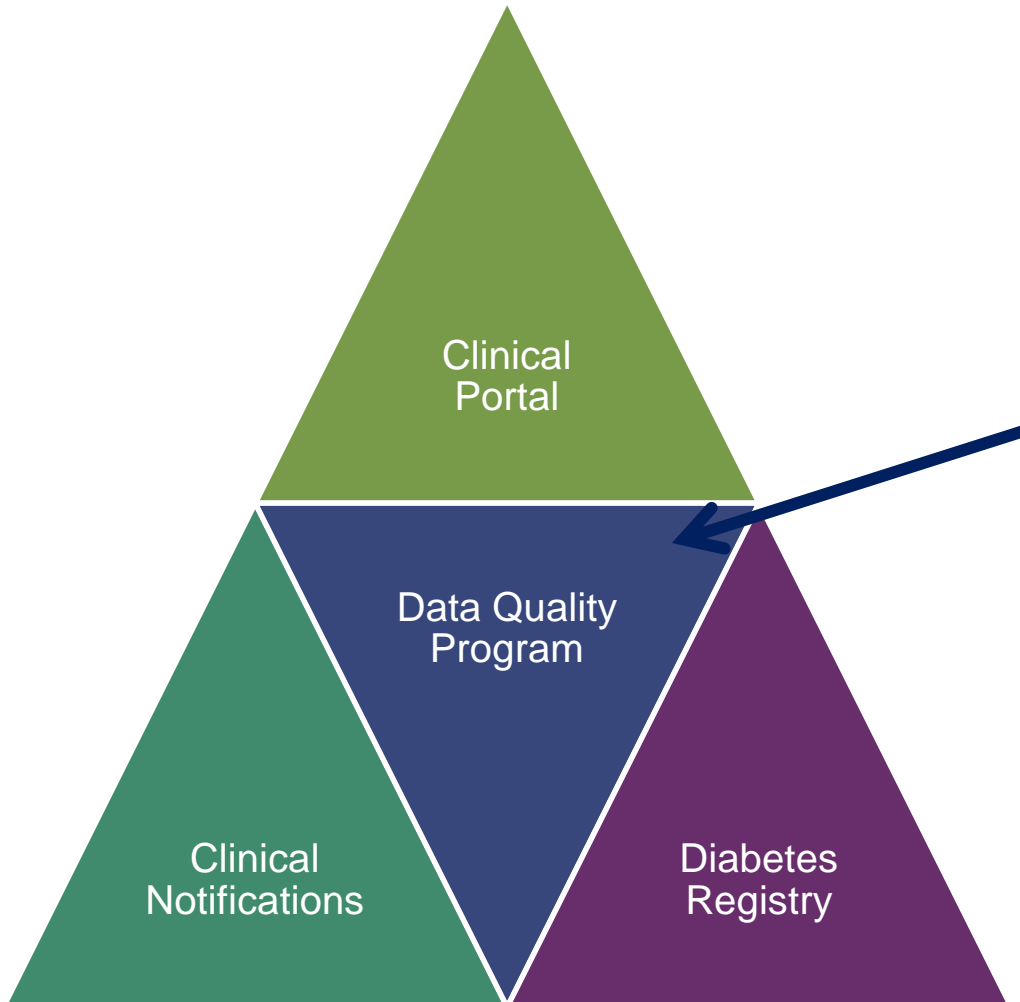 Clinical
Portal
Data Quality
Program
Clinical
Notifications
Diabetes
Registry